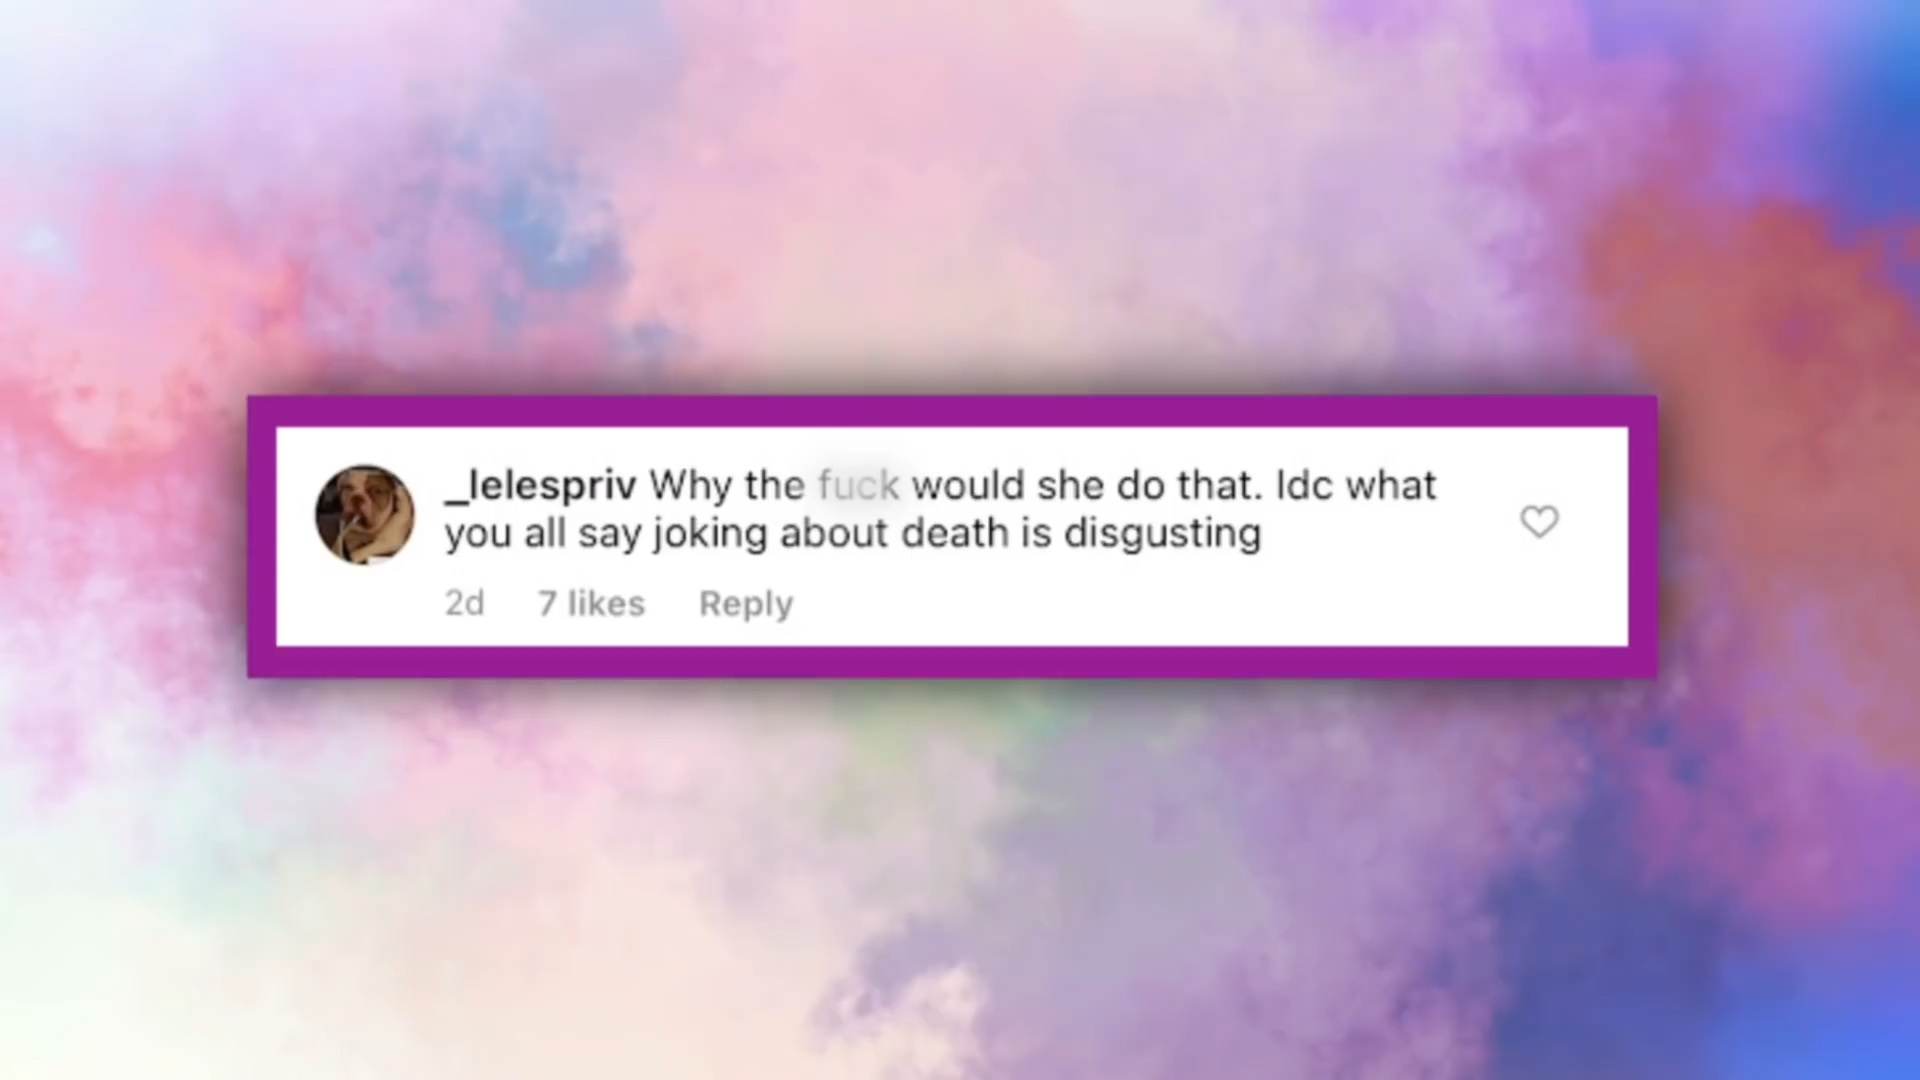 _lelespriv Why the fuck would she do that. Idc what
you all say joking about death is disgusting
2d 7 likes Reply